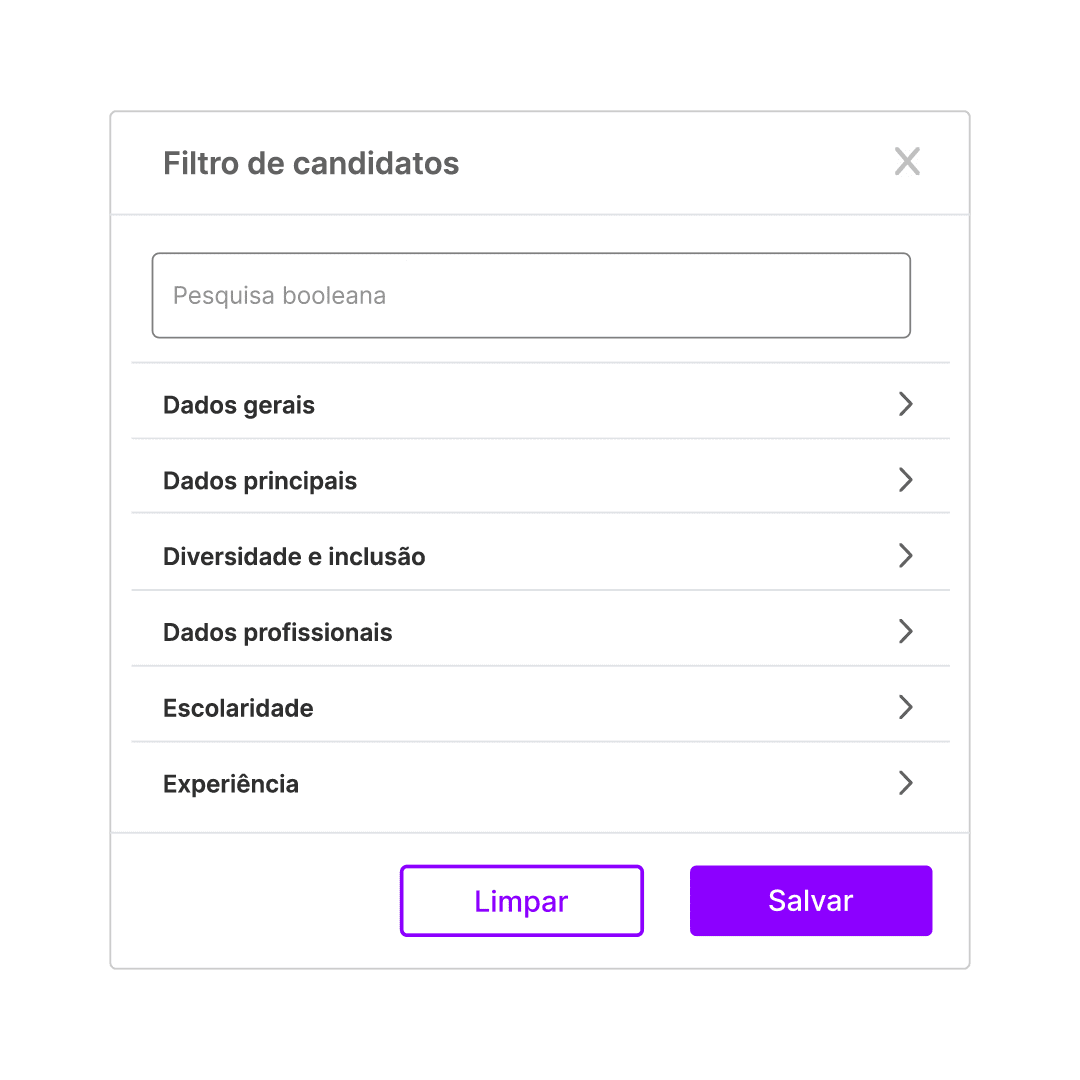 Filtro de candidatos
Pesquisa booleana
Dados gerais
Dados principais
Diversidade e inclusão
Dados profissionais
Escolaridade
Experiência
Limpar
Salvar